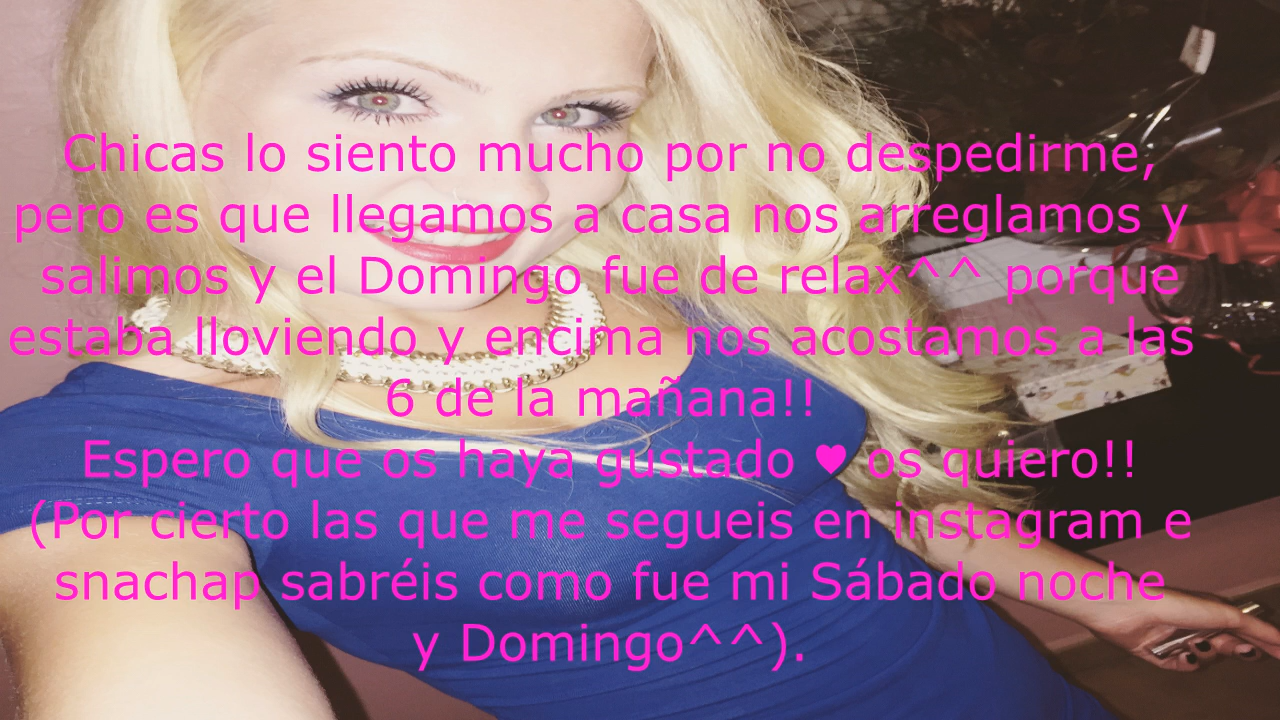 Chicas lo siento mucho por no despedirme,
pero es que llegamos a casa nos arreglamos y
salimos y el Domingo fue de relax^^ porque
estaba lloviendo y encima nos acostamos a las
6 de la mañana!!
Espero que os haya gustado ♥ os quiero!!
(Por cierto las que me segueis en instagram e
snachap sabréis como fue mi Sábado noche
y Domingo^^).